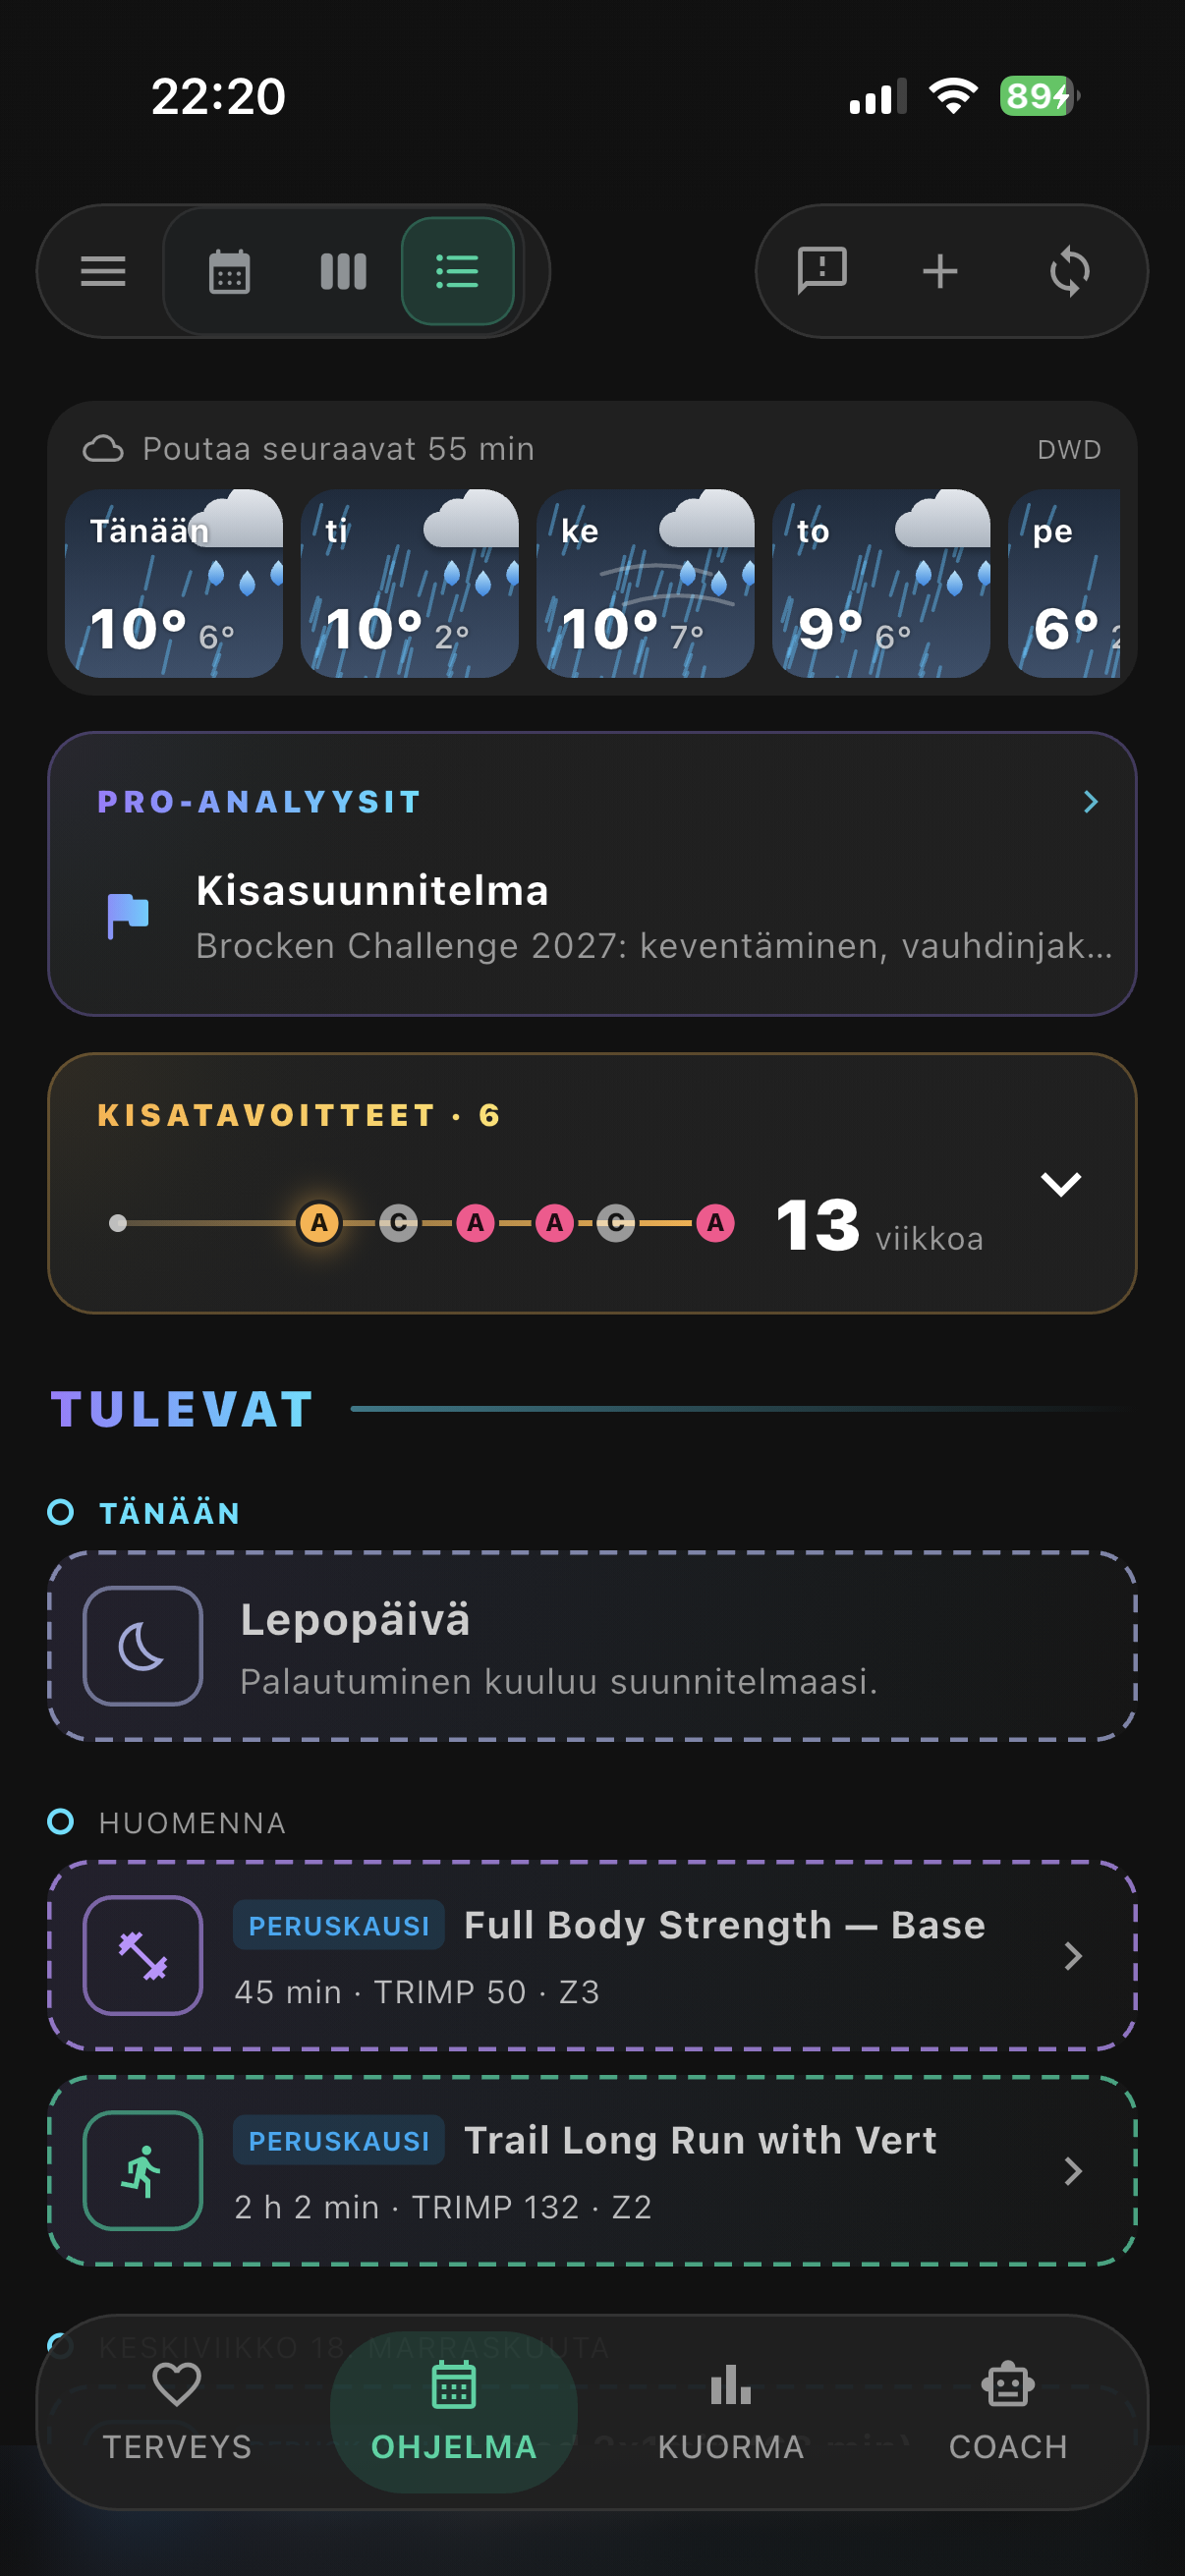 22:20
89
Poutaa seuraavat 55 min
DWD
Tänään
10° 6°
ti
10° 2°
ke
10° 7°
to
9° 6°
pe
6°
PRO-ANALYYSIT
Kisasuunnitelma
Brocken Challenge 2027: keventäminen, vauhdinjak...
KISATAVOITTEET · 6
A C A A C A
13 viikkoa
TULEVAT
TÄNÄÄN
Lepopäivä
Palautuminen kuuluu suunnitelmaasi.
HUOMENNA
PERUSKAUSI Full Body Strength — Base
45 min · TRIMP 50 · Z3
PERUSKAUSI Trail Long Run with Vert
2 h 2 min · TRIMP 132 · Z2
KESKIVIIKKO 18. MARRASKUUTA
TERVEYS
OHJELMA
KUORMA
COACH